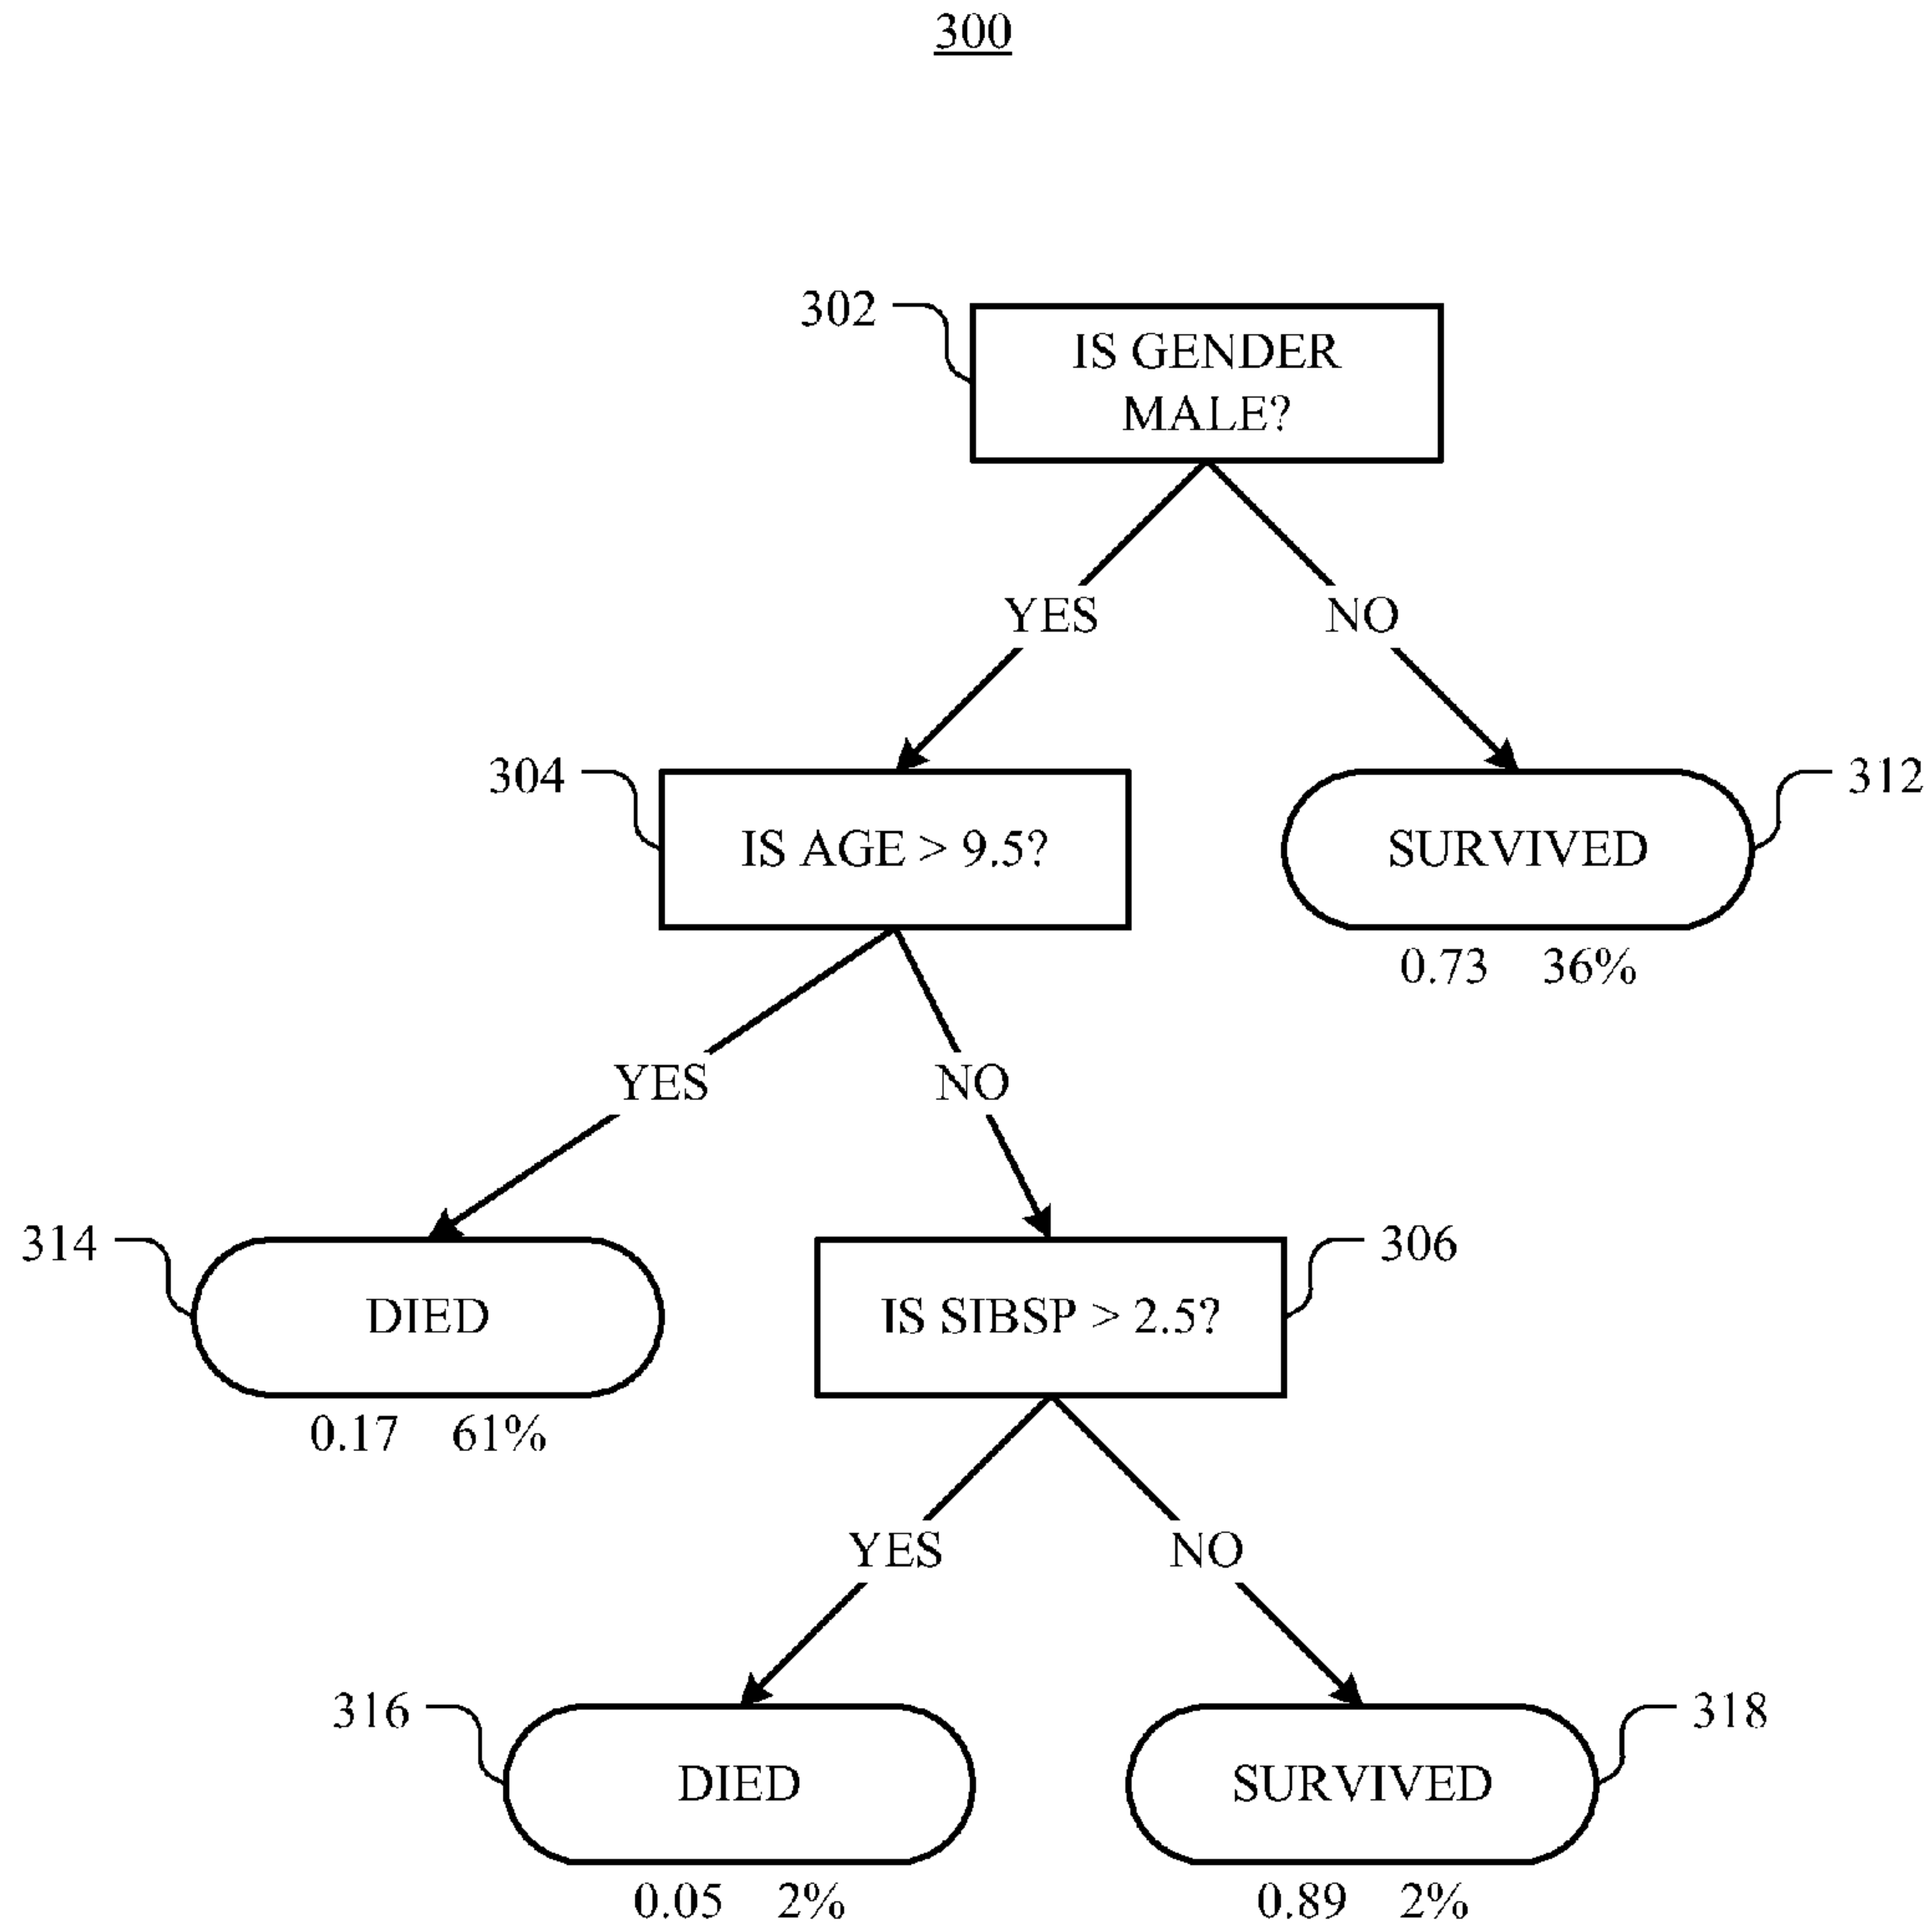 300
302
IS GENDER
MALE?
YES
NO
304
IS AGE > 9.5?
SURVIVED
312
0.73 36%
YES
NO
314
DIED
IS SIBSP > 2.5?
306
0.17 61%
YES
NO
316
DIED
SURVIVED
318
0.05 2%
0.89 2%